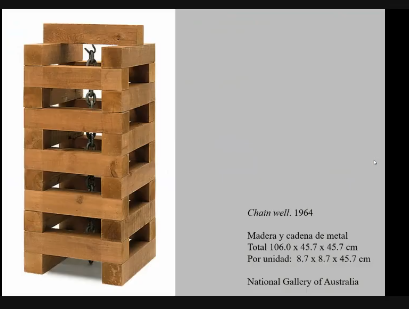 Chain well. 1964
Madera y cadena de metal
Total 106.0 x 45.7 x 45.7 cm
Por unidad:  8.7 x 8.7 x 45.7 cm
National Gallery of Australia